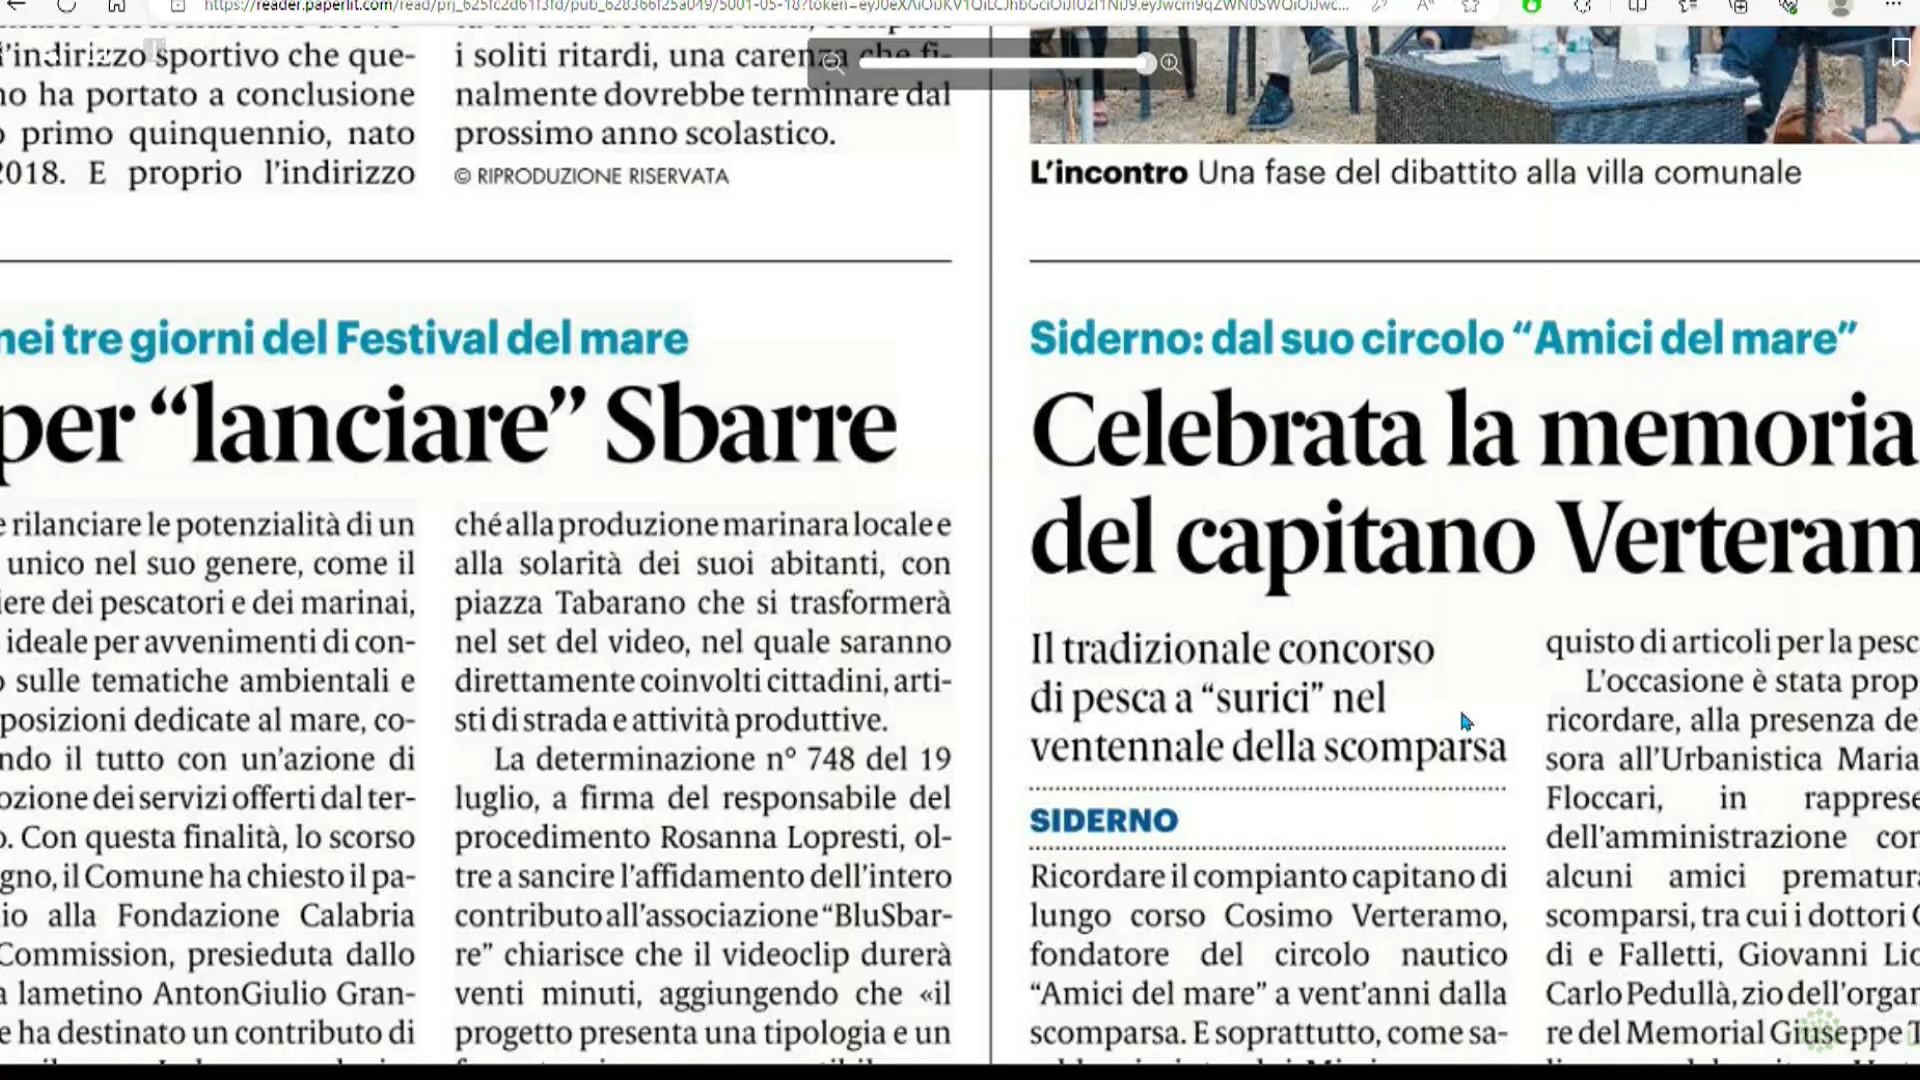 https://reader.paperlit.com/read/
l'indirizzo sportivo che que-
no ha portato a conclusione
primo quinquennio, nato
2018. E proprio l'indirizzo
i soliti ritardi, una carenza che fi-
nalmente dovrebbe terminare dal
prossimo anno scolastico.
© RIPRODUZIONE RISERVATA
L'incontro Una fase del dibattito alla villa comunale
nei tre giorni del Festival del mare
per “lanciare” Sbarre
e rilanciare le potenzialità di un
unico nel suo genere, come il
iere dei pescatori e dei marinai,
ideale per avvenimenti di con-
sulle tematiche ambientali e
posizioni dedicate al mare, co-
ndo il tutto con un'azione di
ozione dei servizi offerti dal ter-
o. Con questa finalità, lo scorso
gno, il Comune ha chiesto il pa-
io alla Fondazione Calabria
Commission, presieduta dallo
a lametino AntonGiulio Gran-
e ha destinato un contributo di
ché alla produzione marinara locale e
alla solarità dei suoi abitanti, con
piazza Tabarano che si trasformerà
nel set del video, nel quale saranno
direttamente coinvolti cittadini, arti-
sti di strada e attività produttive.
La determinazione n° 748 del 19
luglio, a firma del responsabile del
procedimento Rosanna Lopresti, ol-
tre a sancire l'affidamento dell'intero
contributo all'associazione “BluSbar-
re” chiarisce che il videoclip durerà
venti minuti, aggiungendo che «il
progetto presenta una tipologia e un
Siderno: dal suo circolo “Amici del mare”
Celebrata la memoria
del capitano Verteram
Il tradizionale concorso
di pesca a “surici” nel
ventennale della scomparsa
SIDERNO
Ricordare il compianto capitano di
lungo corso Cosimo Verteramo,
fondatore del circolo nautico
“Amici del mare” a vent'anni dalla
scomparsa. E soprattutto, come sa-
quisto di articoli per la pesc
L'occasione è stata prop
ricordare, alla presenza de
sora all'Urbanistica Maria
Floccari, in rapprese
dell'amministrazione con
alcuni amici prematura
scomparsi, tra cui i dottori
di e Falletti, Giovanni Lio
Carlo Pedullà, zio dell'organ
re del Memorial Giuseppe T